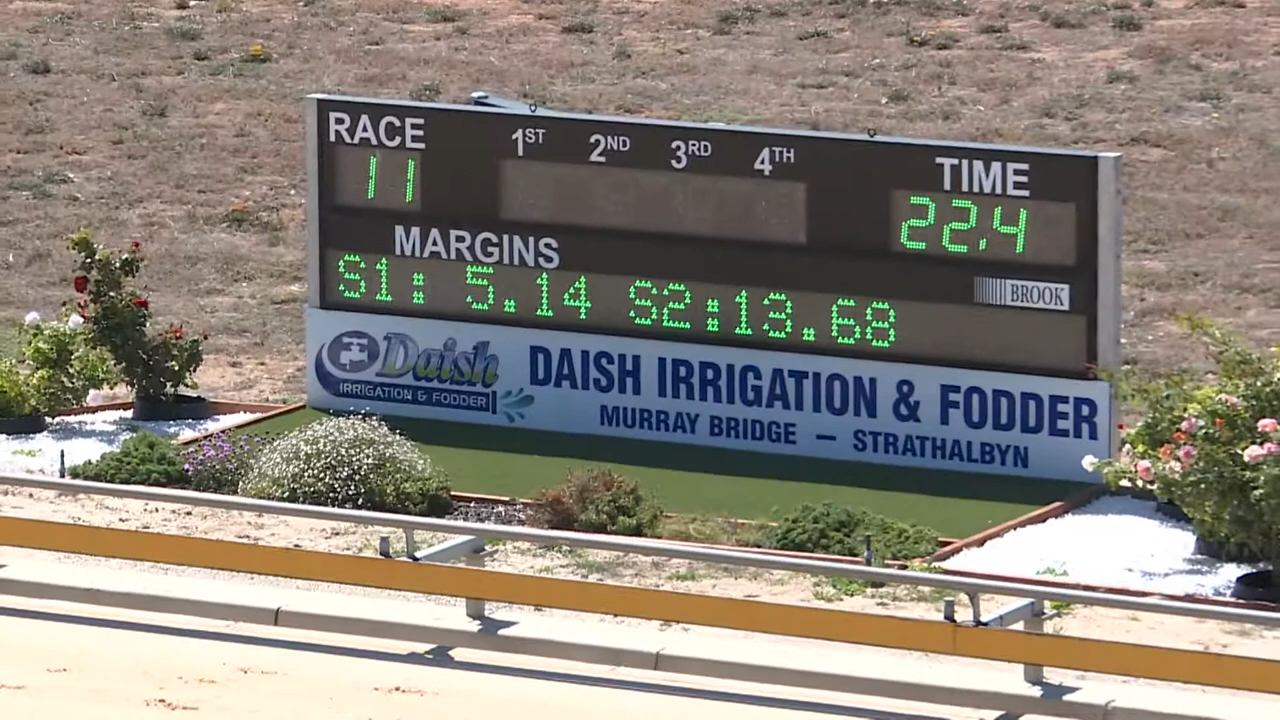 RACE 1ST 2ND 3RD 4TH TIME
11 22.4
MARGINS
S1: 5.14 S2:13.68
BROOK
Daish
IRRIGATION & FODDER
DAISH IRRIGATION & FODDER
MURRAY BRIDGE – STRATHALBYN